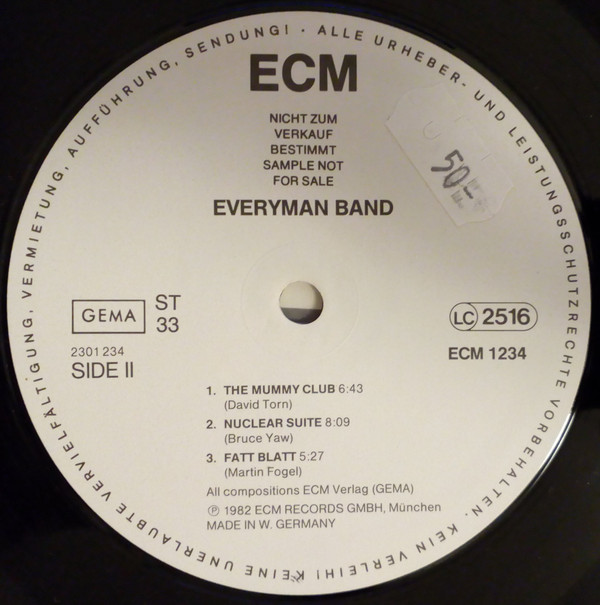 ECM
NICHT ZUM
VERKAUF
BESTIMMT
SAMPLE NOT
FOR SALE
EVERYMAN BAND
50-
GEMA
ST
33
LC 2516
2301 234
SIDE II
ECM 1234
1. THE MUMMY CLUB 6:43
(David Torn)
2. NUCLEAR SUITE 8:09
(Bruce Yaw)
3. FATT BLATT 5:27
(Martin Fogel)
All compositions ECM Verlag (GEMA)
Ⓟ 1982 ECM RECORDS GMBH, München
MADE IN W. GERMANY
ALLE URHEBER- UND LEISTUNGSSCHUTZRECHTE VORBEHALTEN. KEIN VERLEIH! KEINE UNERLAUBTE VERVIELFÄLTIGUNG, VERMIETUNG, AUFFÜHRUNG, SENDUNG! ·